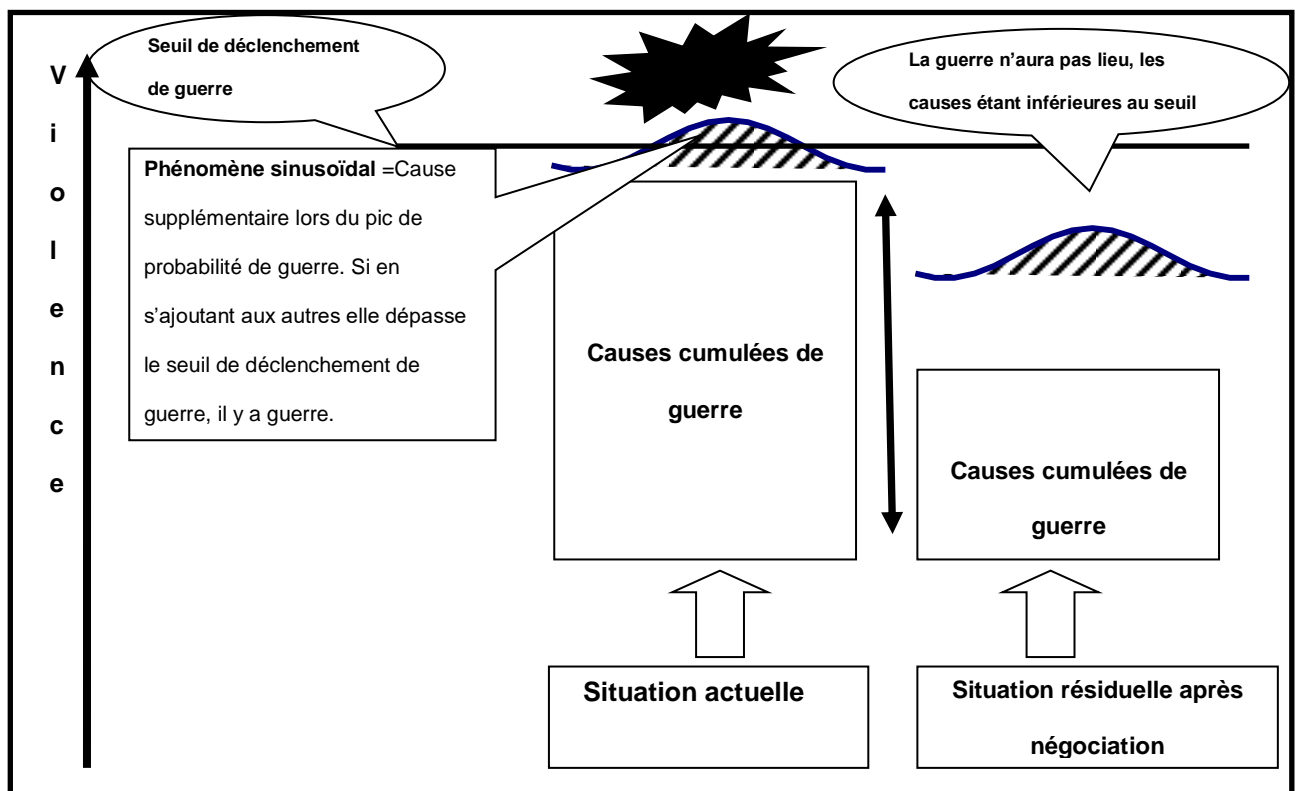 Violence
Seuil de déclenchement
de guerre
La guerre n’aura pas lieu, les
causes étant inférieures au seuil
Phénomène sinusoïdal =Cause
supplémentaire lors du pic de
probabilité de guerre. Si en
s’ajoutant aux autres elle dépasse
le seuil de déclenchement de
guerre, il y a guerre.
Causes cumulées de
guerre
Causes cumulées de
guerre
Situation actuelle
Situation résiduelle après
négociation